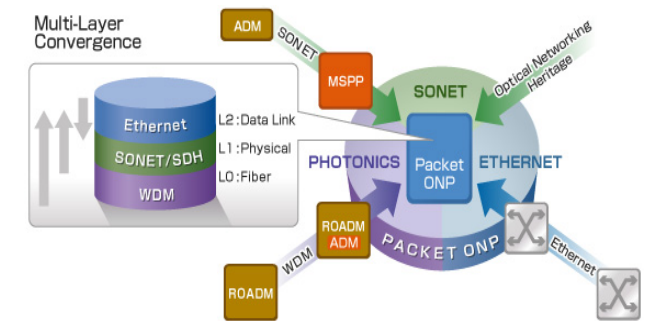 Multi-Layer
Convergence
ADM
SONET
MSPP
Optical Networking
Heritage
SONET
Ethernet
L2:Data Link
SONET/SDH
L1:Physical
WDM
L0:Fiber
PHOTONICS
Packet
ONP
ETHERNET
ROADM
ADM
PACKET ONP
WDM
Ethernet
ROADM